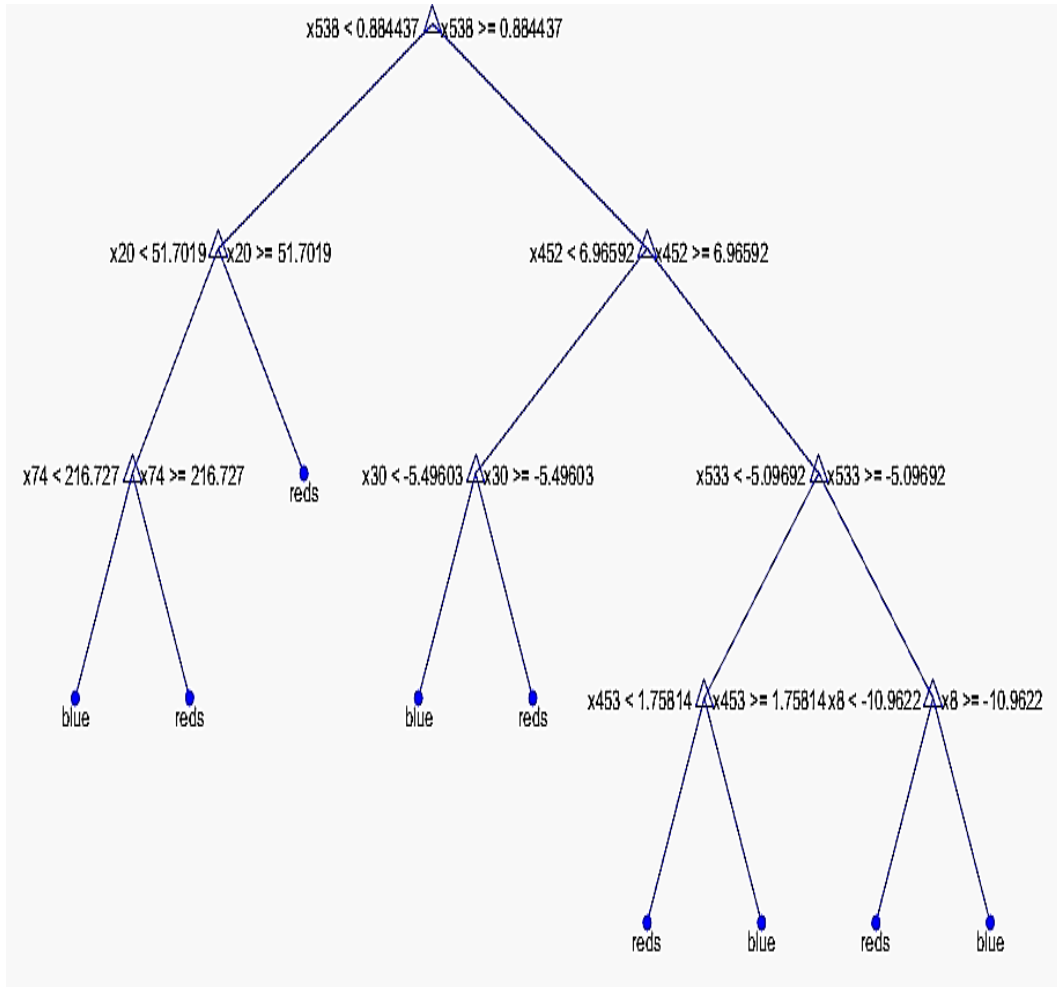 x538 < 0.884437 x538 >= 0.884437
x20 < 51.7019 x20 >= 51.7019 x452 < 6.96592 x452 >= 6.96592
x74 < 216.727 x74 >= 216.727 reds x30 < -5.49603 x30 >= -5.49603 x533 < -5.09692 x533 >= -5.09692
blue reds blue reds x453 < 1.75814 x453 >= 1.75814 x8 < -10.9622 x8 >= -10.9622
reds blue reds blue